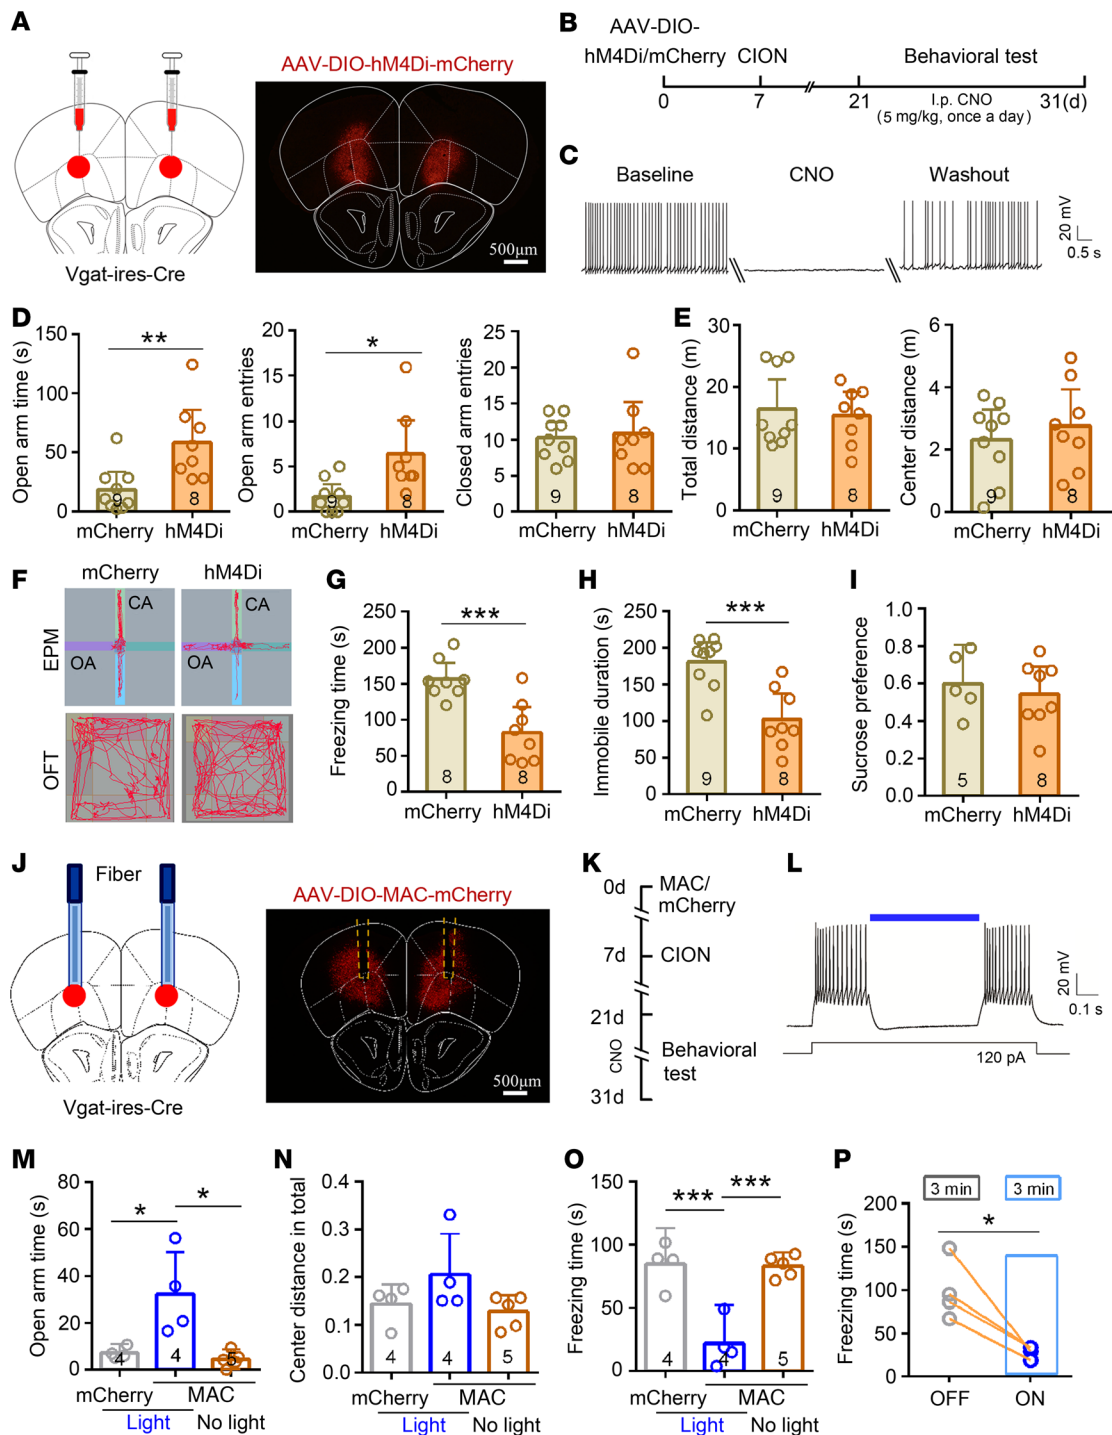 A
AAV-DIO-hM4Di-mCherry
500μm
Vgat-ires-Cre
B
AAV-DIO-
hM4Di/mCherry CION Behavioral test
0 7 21 31(d)
I.p. CNO
(5 mg/kg, once a day)
C
Baseline CNO Washout
20 mV
0.5 s
D
Open arm time (s)
150
100
50
0
**
9 8
mCherry hM4Di
Open arm entries
20
15
10
5
0
*
9 8
mCherry hM4Di
Closed arm entries
25
20
15
10
5
0
9 8
mCherry hM4Di
E
Total distance (m)
30
20
10
0
9 8
mCherry hM4Di
Center distance (m)
6
4
2
0
9 8
mCherry hM4Di
F
mCherry hM4Di
EPM
CA CA
OA OA
OFT
G
Freezing time (s)
250
200
150
100
50
0
***
8 8
mCherry hM4Di
H
Immobile duration (s)
250
200
150
100
50
0
***
9 8
mCherry hM4Di
I
Sucrose preference
1.0
0.8
0.6
0.4
0.2
0.0
5 8
mCherry hM4Di
J
Fiber
AAV-DIO-MAC-mCherry
500μm
Vgat-ires-Cre
K
0d MAC/
mCherry
7d CION
21d
CNO
Behavioral
test
31d
L
20 mV
0.1 s
120 pA
M
Open arm time (s)
80
60
40
20
0
* *
4 4 5
mCherry MAC
Light No light
N
Center distance in total
0.4
0.3
0.2
0.1
0.0
4 4 5
mCherry MAC
Light No light
O
Freezing time (s)
150
100
50
0
*** ***
4 4 5
mCherry MAC
Light No light
P
3 min 3 min
Freezing time (s)
200
150
100
50
0
*
OFF ON